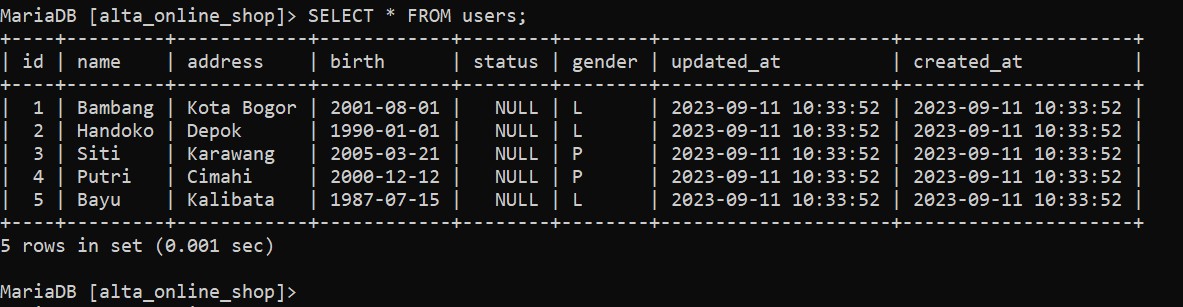 MariaDB [alta_online_shop]> SELECT * FROM users;
+----+---------+------------+------------+--------+--------+---------------------+---------------------+
| id | name    | address    | birth      | status | gender | updated_at          | created_at          |
+----+---------+------------+------------+--------+--------+---------------------+---------------------+
|  1 | Bambang | Kota Bogor | 2001-08-01 |   NULL | L      | 2023-09-11 10:33:52 | 2023-09-11 10:33:52 |
|  2 | Handoko | Depok      | 1990-01-01 |   NULL | L      | 2023-09-11 10:33:52 | 2023-09-11 10:33:52 |
|  3 | Siti    | Karawang   | 2005-03-21 |   NULL | P      | 2023-09-11 10:33:52 | 2023-09-11 10:33:52 |
|  4 | Putri   | Cimahi     | 2000-12-12 |   NULL | P      | 2023-09-11 10:33:52 | 2023-09-11 10:33:52 |
|  5 | Bayu    | Kalibata   | 1987-07-15 |   NULL | L      | 2023-09-11 10:33:52 | 2023-09-11 10:33:52 |
+----+---------+------------+------------+--------+--------+---------------------+---------------------+
5 rows in set (0.001 sec)
MariaDB [alta_online_shop]>